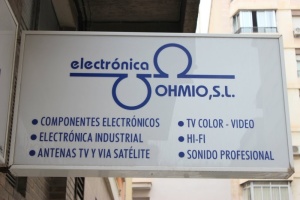 electrónica
OHMIO, S.L.
• COMPONENTES ELECTRÓNICOS
• ELECTRÓNICA INDUSTRIAL
• ANTENAS TV Y VIA SATÉLITE
• TV COLOR - VIDEO
• HI-FI
• SONIDO PROFESIONAL